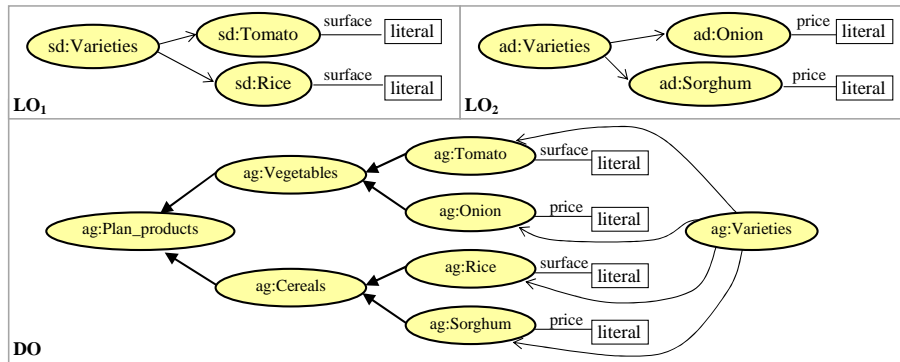 surface
sd:Tomato
literal
sd:Varieties
surface
sd:Rice
literal
LO1
price
ad:Onion
literal
ad:Varieties
price
ad:Sorghum
literal
LO2
ag:Tomato
surface
literal
ag:Vegetables
ag:Onion
price
literal
ag:Plan_products
ag:Varieties
ag:Rice
surface
literal
ag:Cereals
ag:Sorghum
price
literal
DO